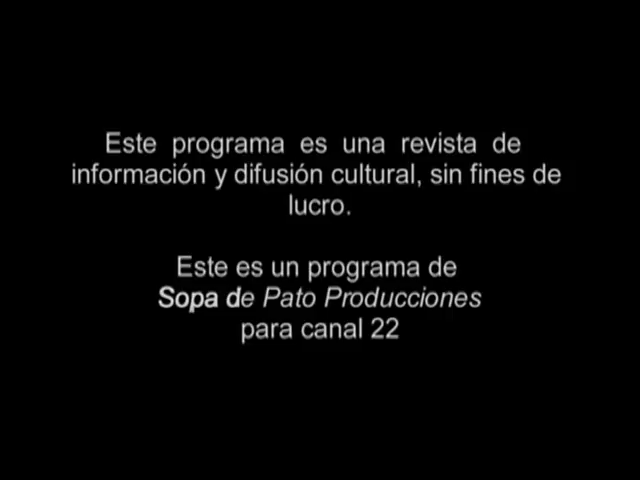 Este programa es una revista de
información y difusión cultural, sin fines de
lucro.
Este es un programa de
Sopa de Pato Producciones
para canal 22